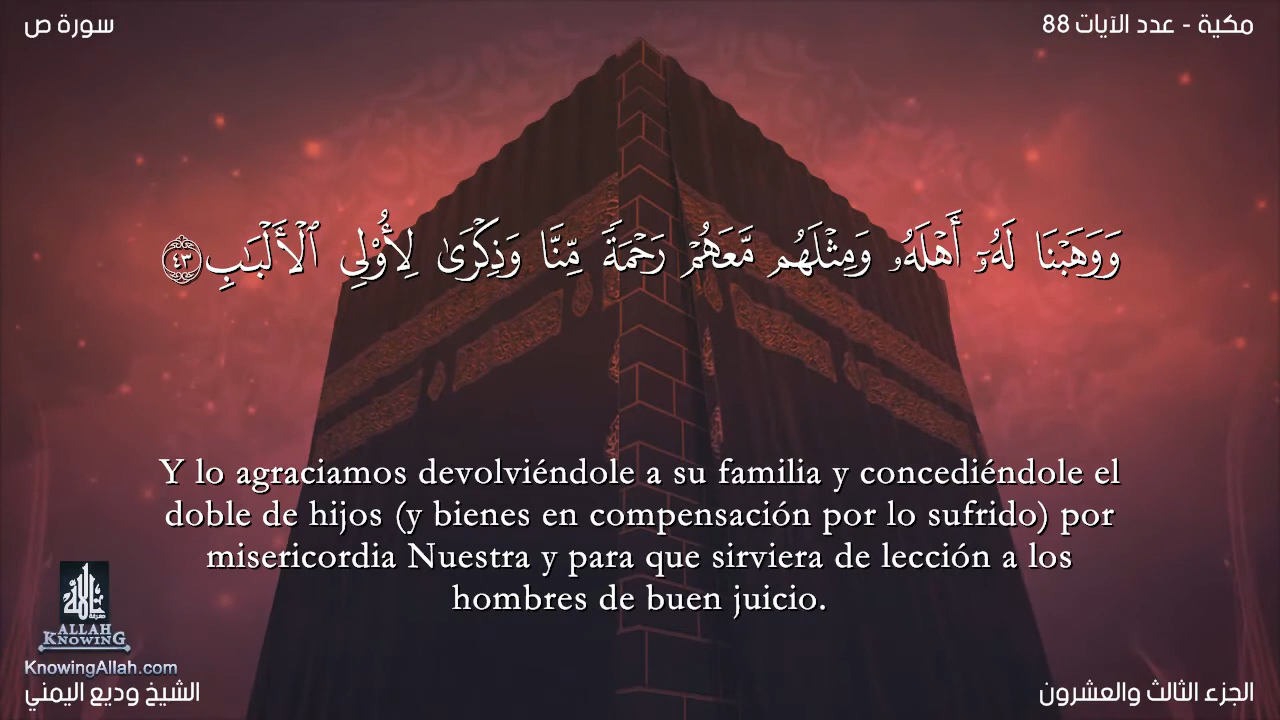 مكية - عدد الآيات 88
سورة ص
وَوَهَبْنَا لَهُۥٓ أَهْلَهُۥ وَمِثْلَهُم مَّعَهُمْ رَحْمَةً مِّنَّا وَذِكْرَىٰ لِأُو۟لِى ٱلْأَلْبَـٰبِ ٤٣
Y lo agraciamos devolviéndole a su familia y concediéndole el
doble de hijos (y bienes en compensación por lo sufrido) por
misericordia Nuestra y para que sirviera de lección a los
hombres de buen juicio.
ALLAH
KNOWING
KnowingAllah.com
الجزء الثالث والعشرون
الشيخ وديع اليمني